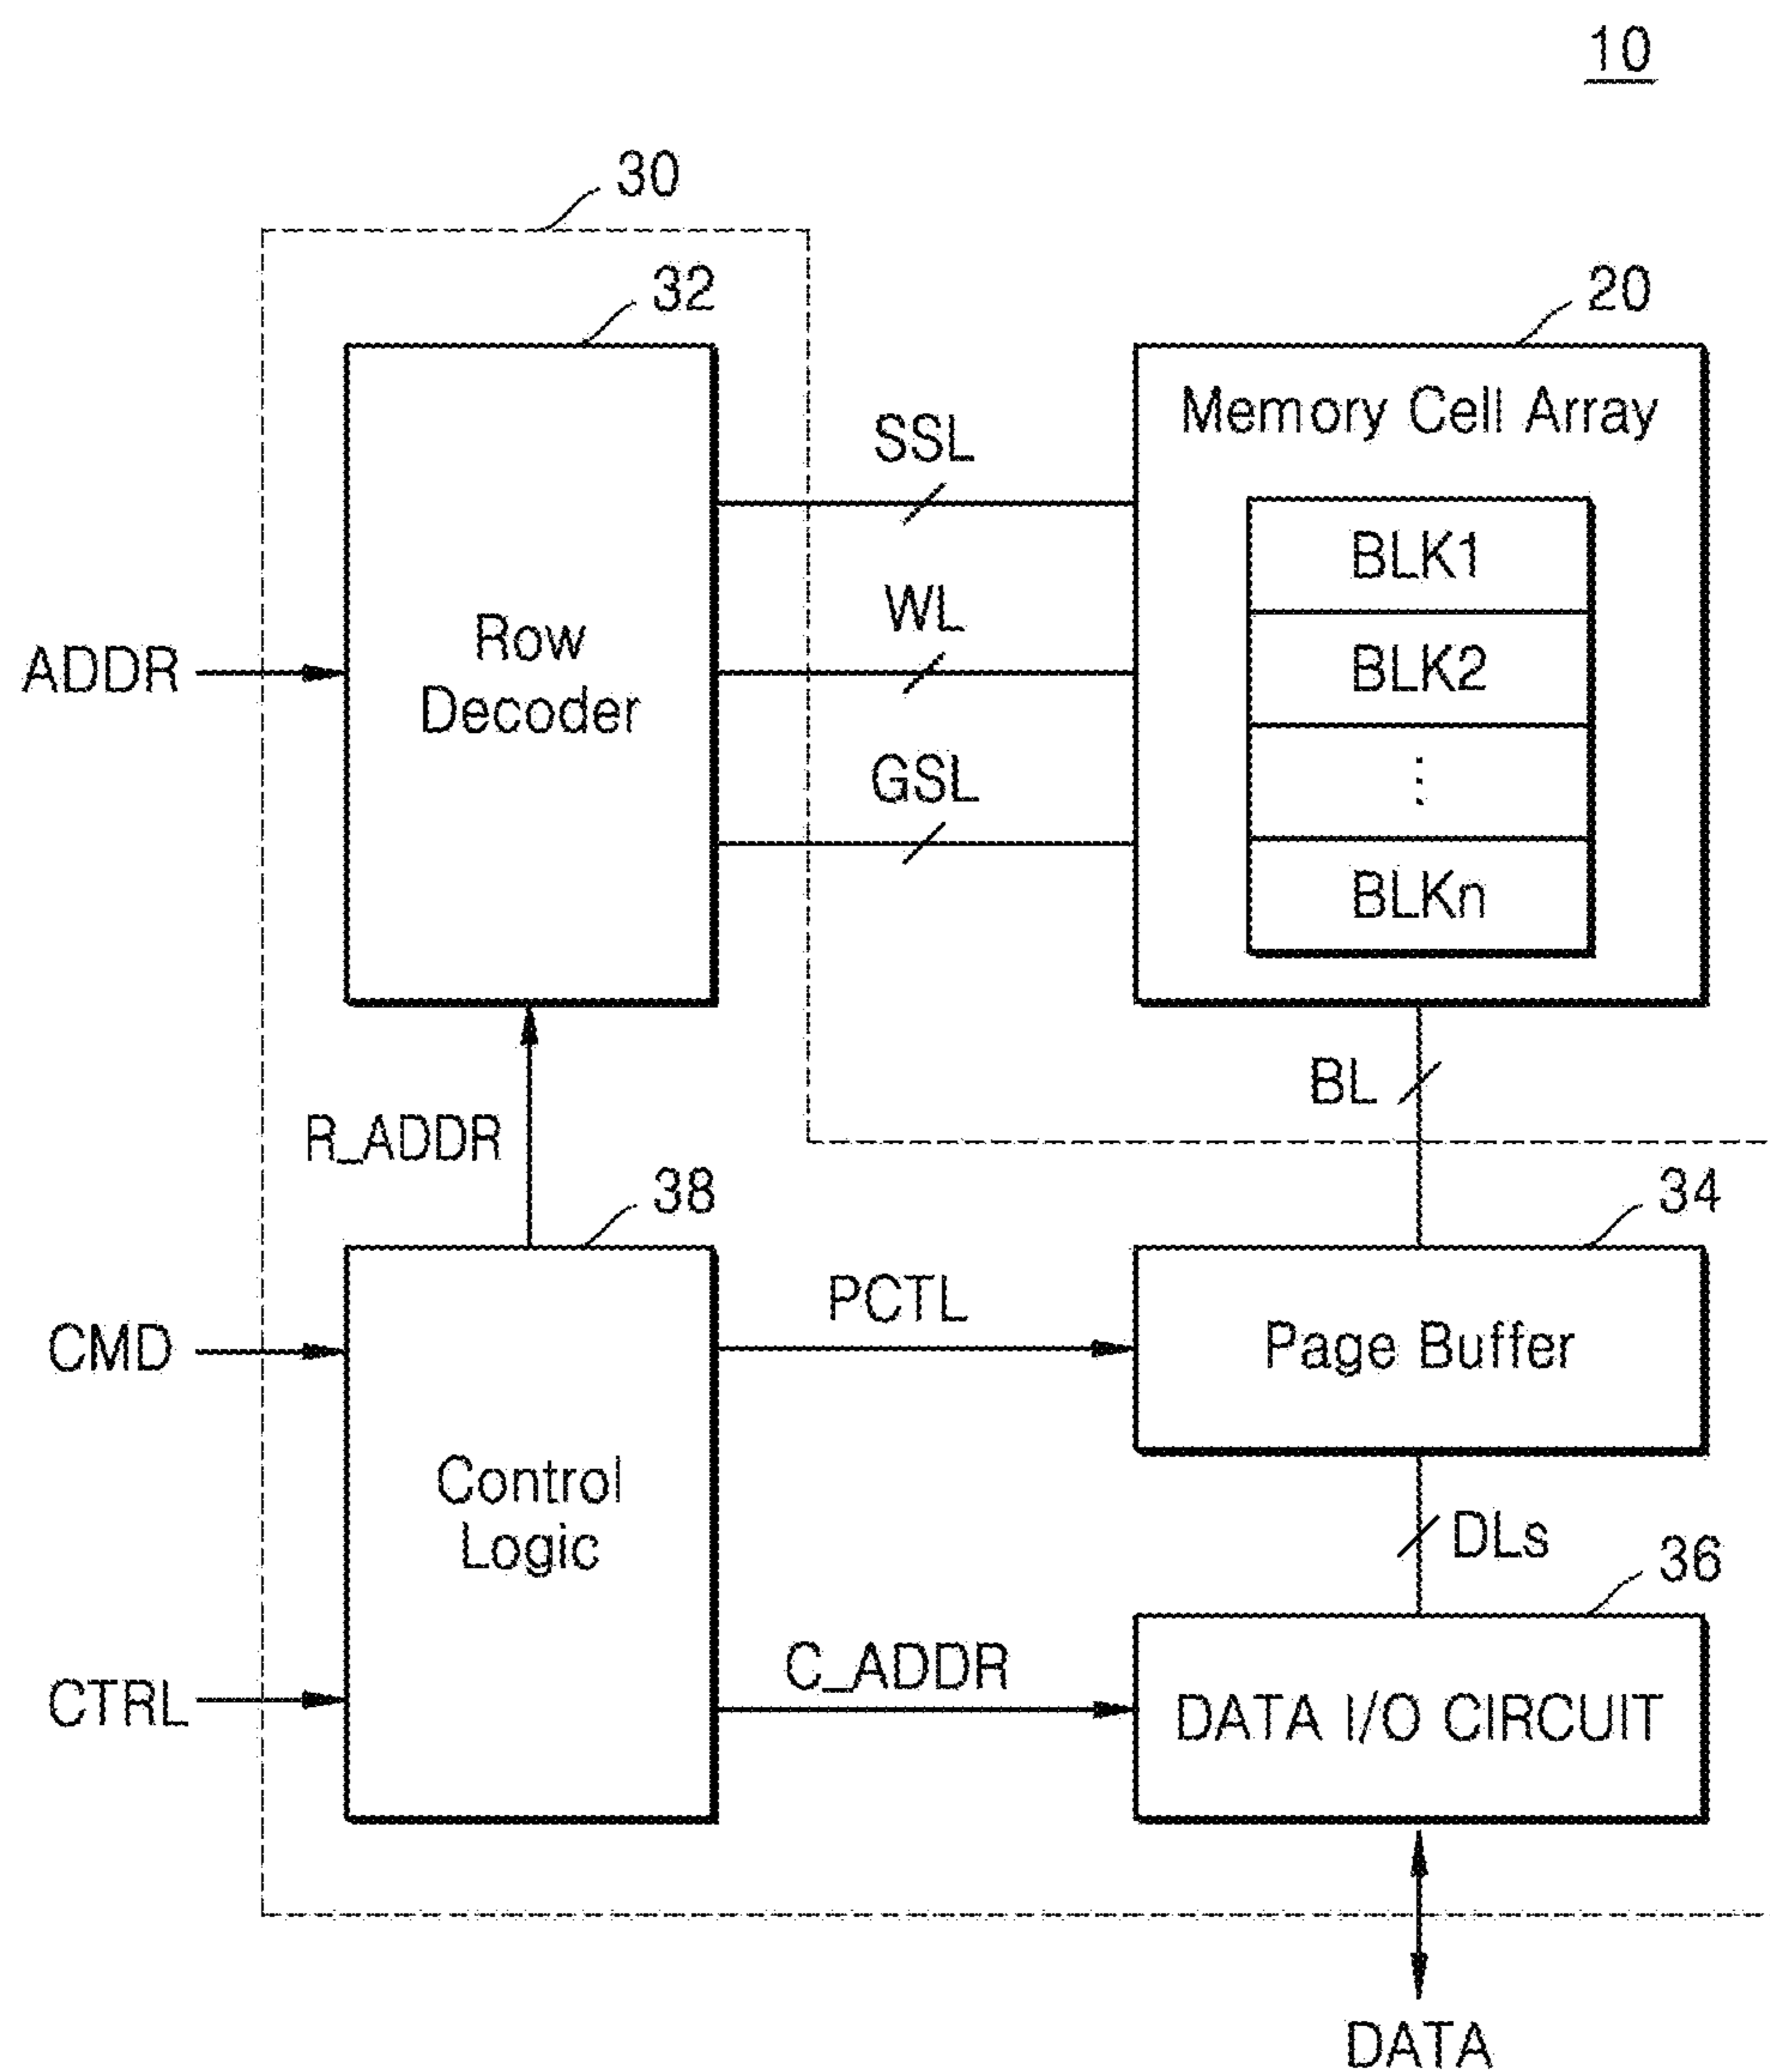 10
30
32
20
Memory Cell Array
SSL
BLK1
WL
Row
Decoder
ADDR
BLK2
GSL
⋮
BLKn
BL
R_ADDR
38
34
PCTL
CMD
Page Buffer
Control
Logic
DLs
36
C_ADDR
CTRL
DATA I/O CIRCUIT
DATA